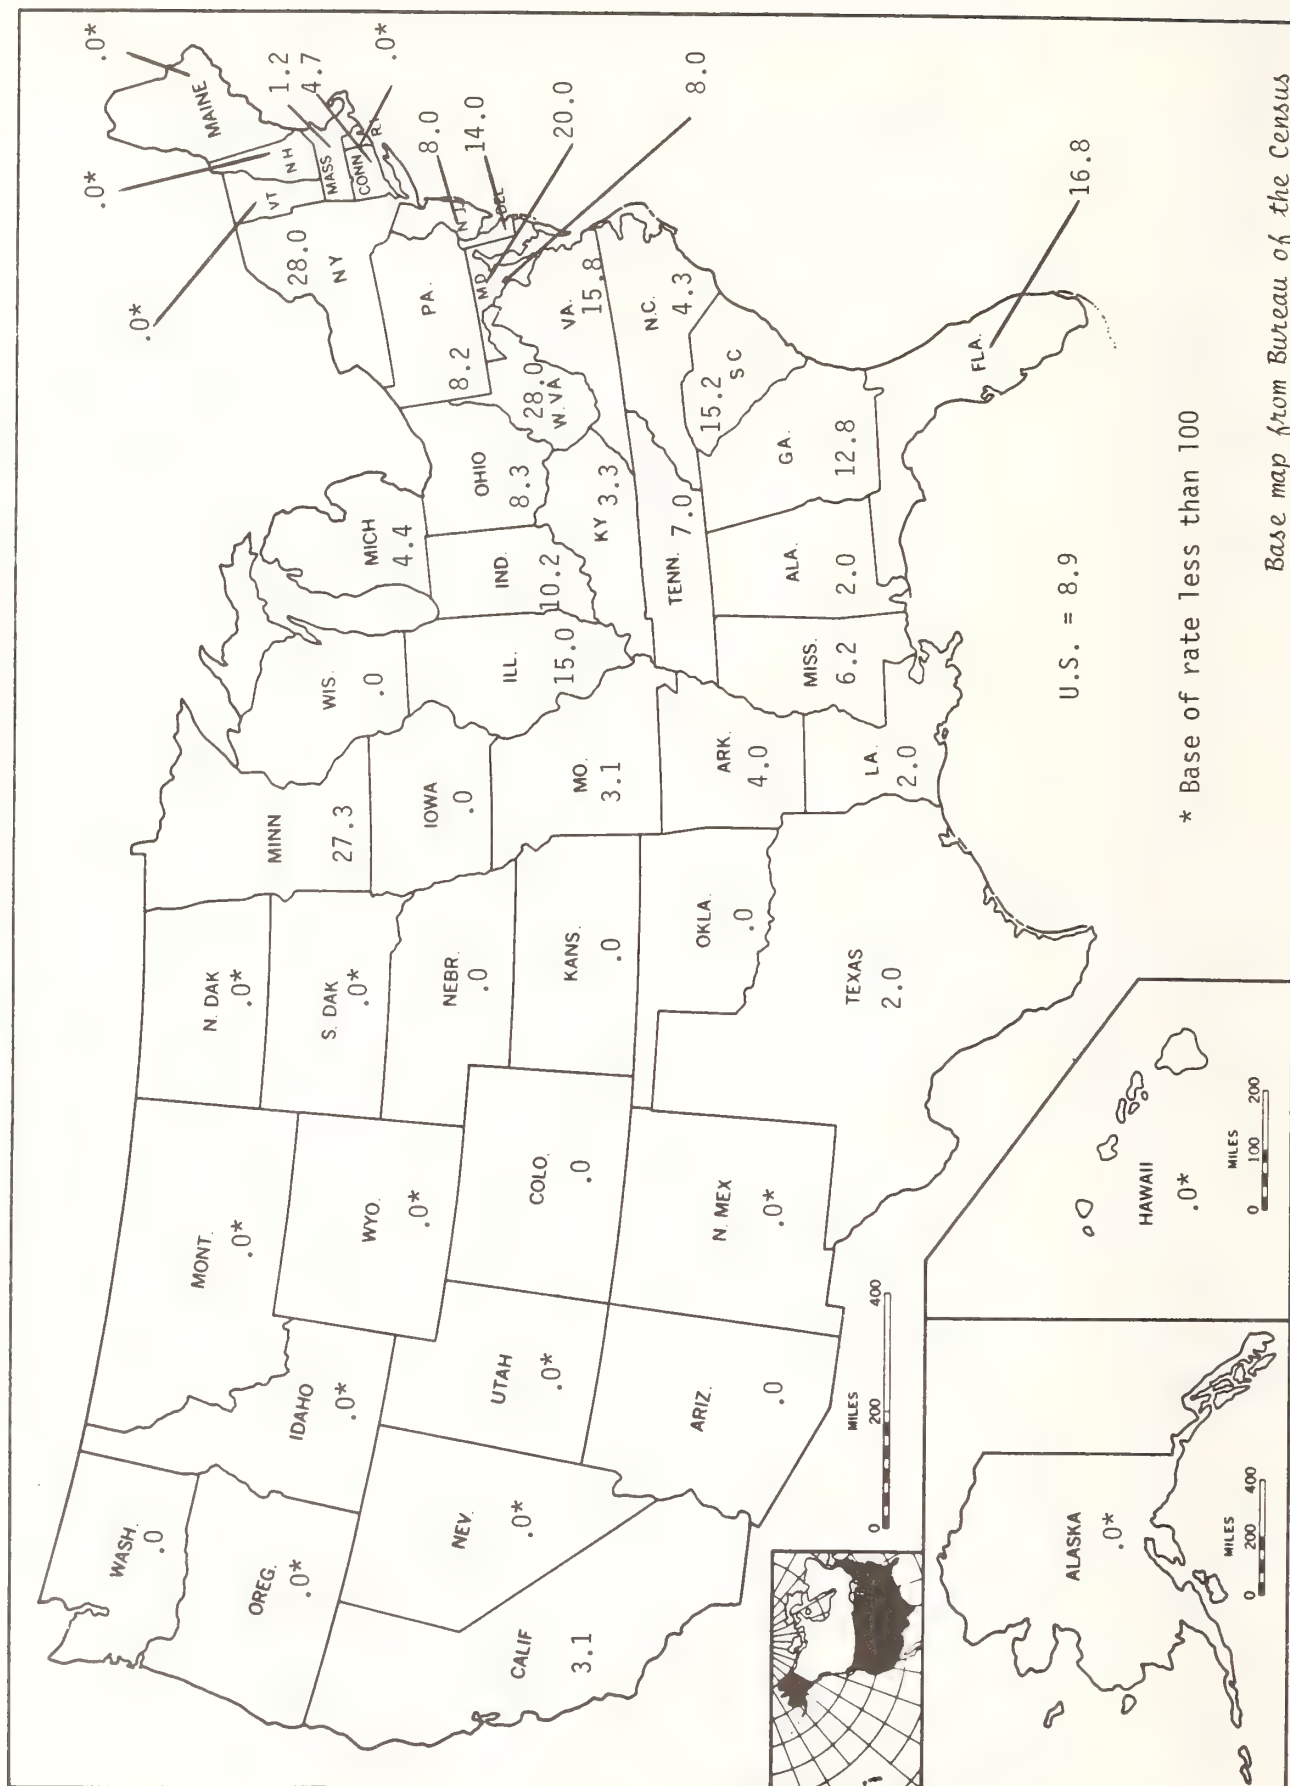 WASH.
.0
OREG.
.0*
CALIF
3.1
NEV.
.0*
IDAHO
.0*
MONT.
.0*
WYO.
.0*
UTAH
.0*
ARIZ.
.0
COLO.
.0
N. MEX
.0*
N. DAK
.0*
S. DAK
.0*
NEBR.
.0
KANS.
.0
OKLA.
.0
TEXAS
2.0
MINN
27.3
IOWA
.0
MO.
3.1
ARK.
4.0
LA.
2.0
WIS.
.0
ILL.
15.0
MICH
4.4
IND.
10.2
OHIO
8.3
KY
3.3
TENN.
7.0
MISS.
6.2
ALA.
2.0
GA.
12.8
FLA.
16.8
S C
15.2
N.C.
4.3
VA.
15.8
28.0
W.VA
PA.
8.2
28.0
NY
.0*
VT
.0*
NH
.0*
MAINE
1.2
MASS
4.7
CONN
.0*
R.I.
8.0
N.J.
14.0
DEL
20.0
MD
8.0
U.S. = 8.9
* Base of rate less than 100
MILES
0 200 400
ALASKA
.0*
MILES
0 200 400
HAWAII
.0*
MILES
0 100 200
Base map from Bureau of the Census